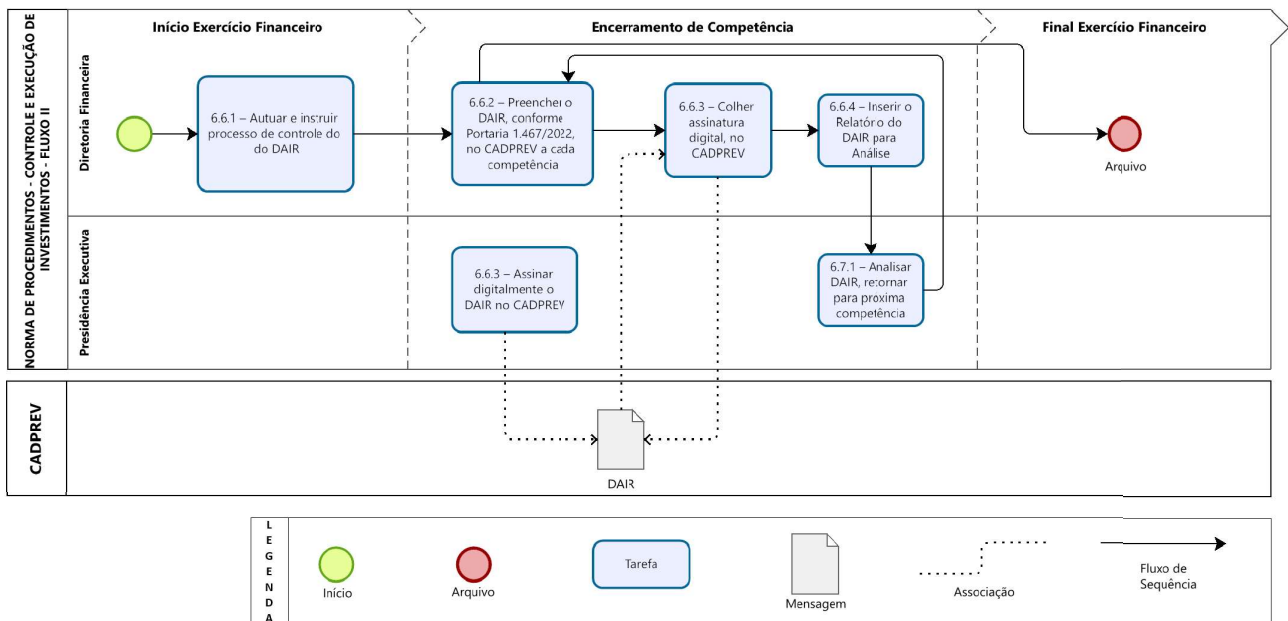 NORMA DE PROCEDIMENTOS - CONTROLE E EXECUÇÃO DE
INVESTIMENTOS - FLUXO II
Início Exercício Financeiro
Encerramento de Competência
Final Exercício Financeiro
Diretoria Financeira
6.6.1 – Autuar e instruir
processo de controle do
do DAIR
6.6.2 – Preencher o
DAIR, conforme
Portaria 1.467/2022,
no CADPREV a cada
competência
6.6.3 – Colher
assinatura
digital, no
CADPREV
6.6.4 – Inserir o
Relatório do
DAIR para
Análise
Arquivo
Presidência Executiva
6.6.3 – Assinar
digitalmente o
DAIR no CADPREV
6.7.1 – Analisar
DAIR, retornar
para próxima
competência
CADPREV
DAIR
LEGENDA
Início
Arquivo
Tarefa
Mensagem
Associação
Fluxo de
Sequência